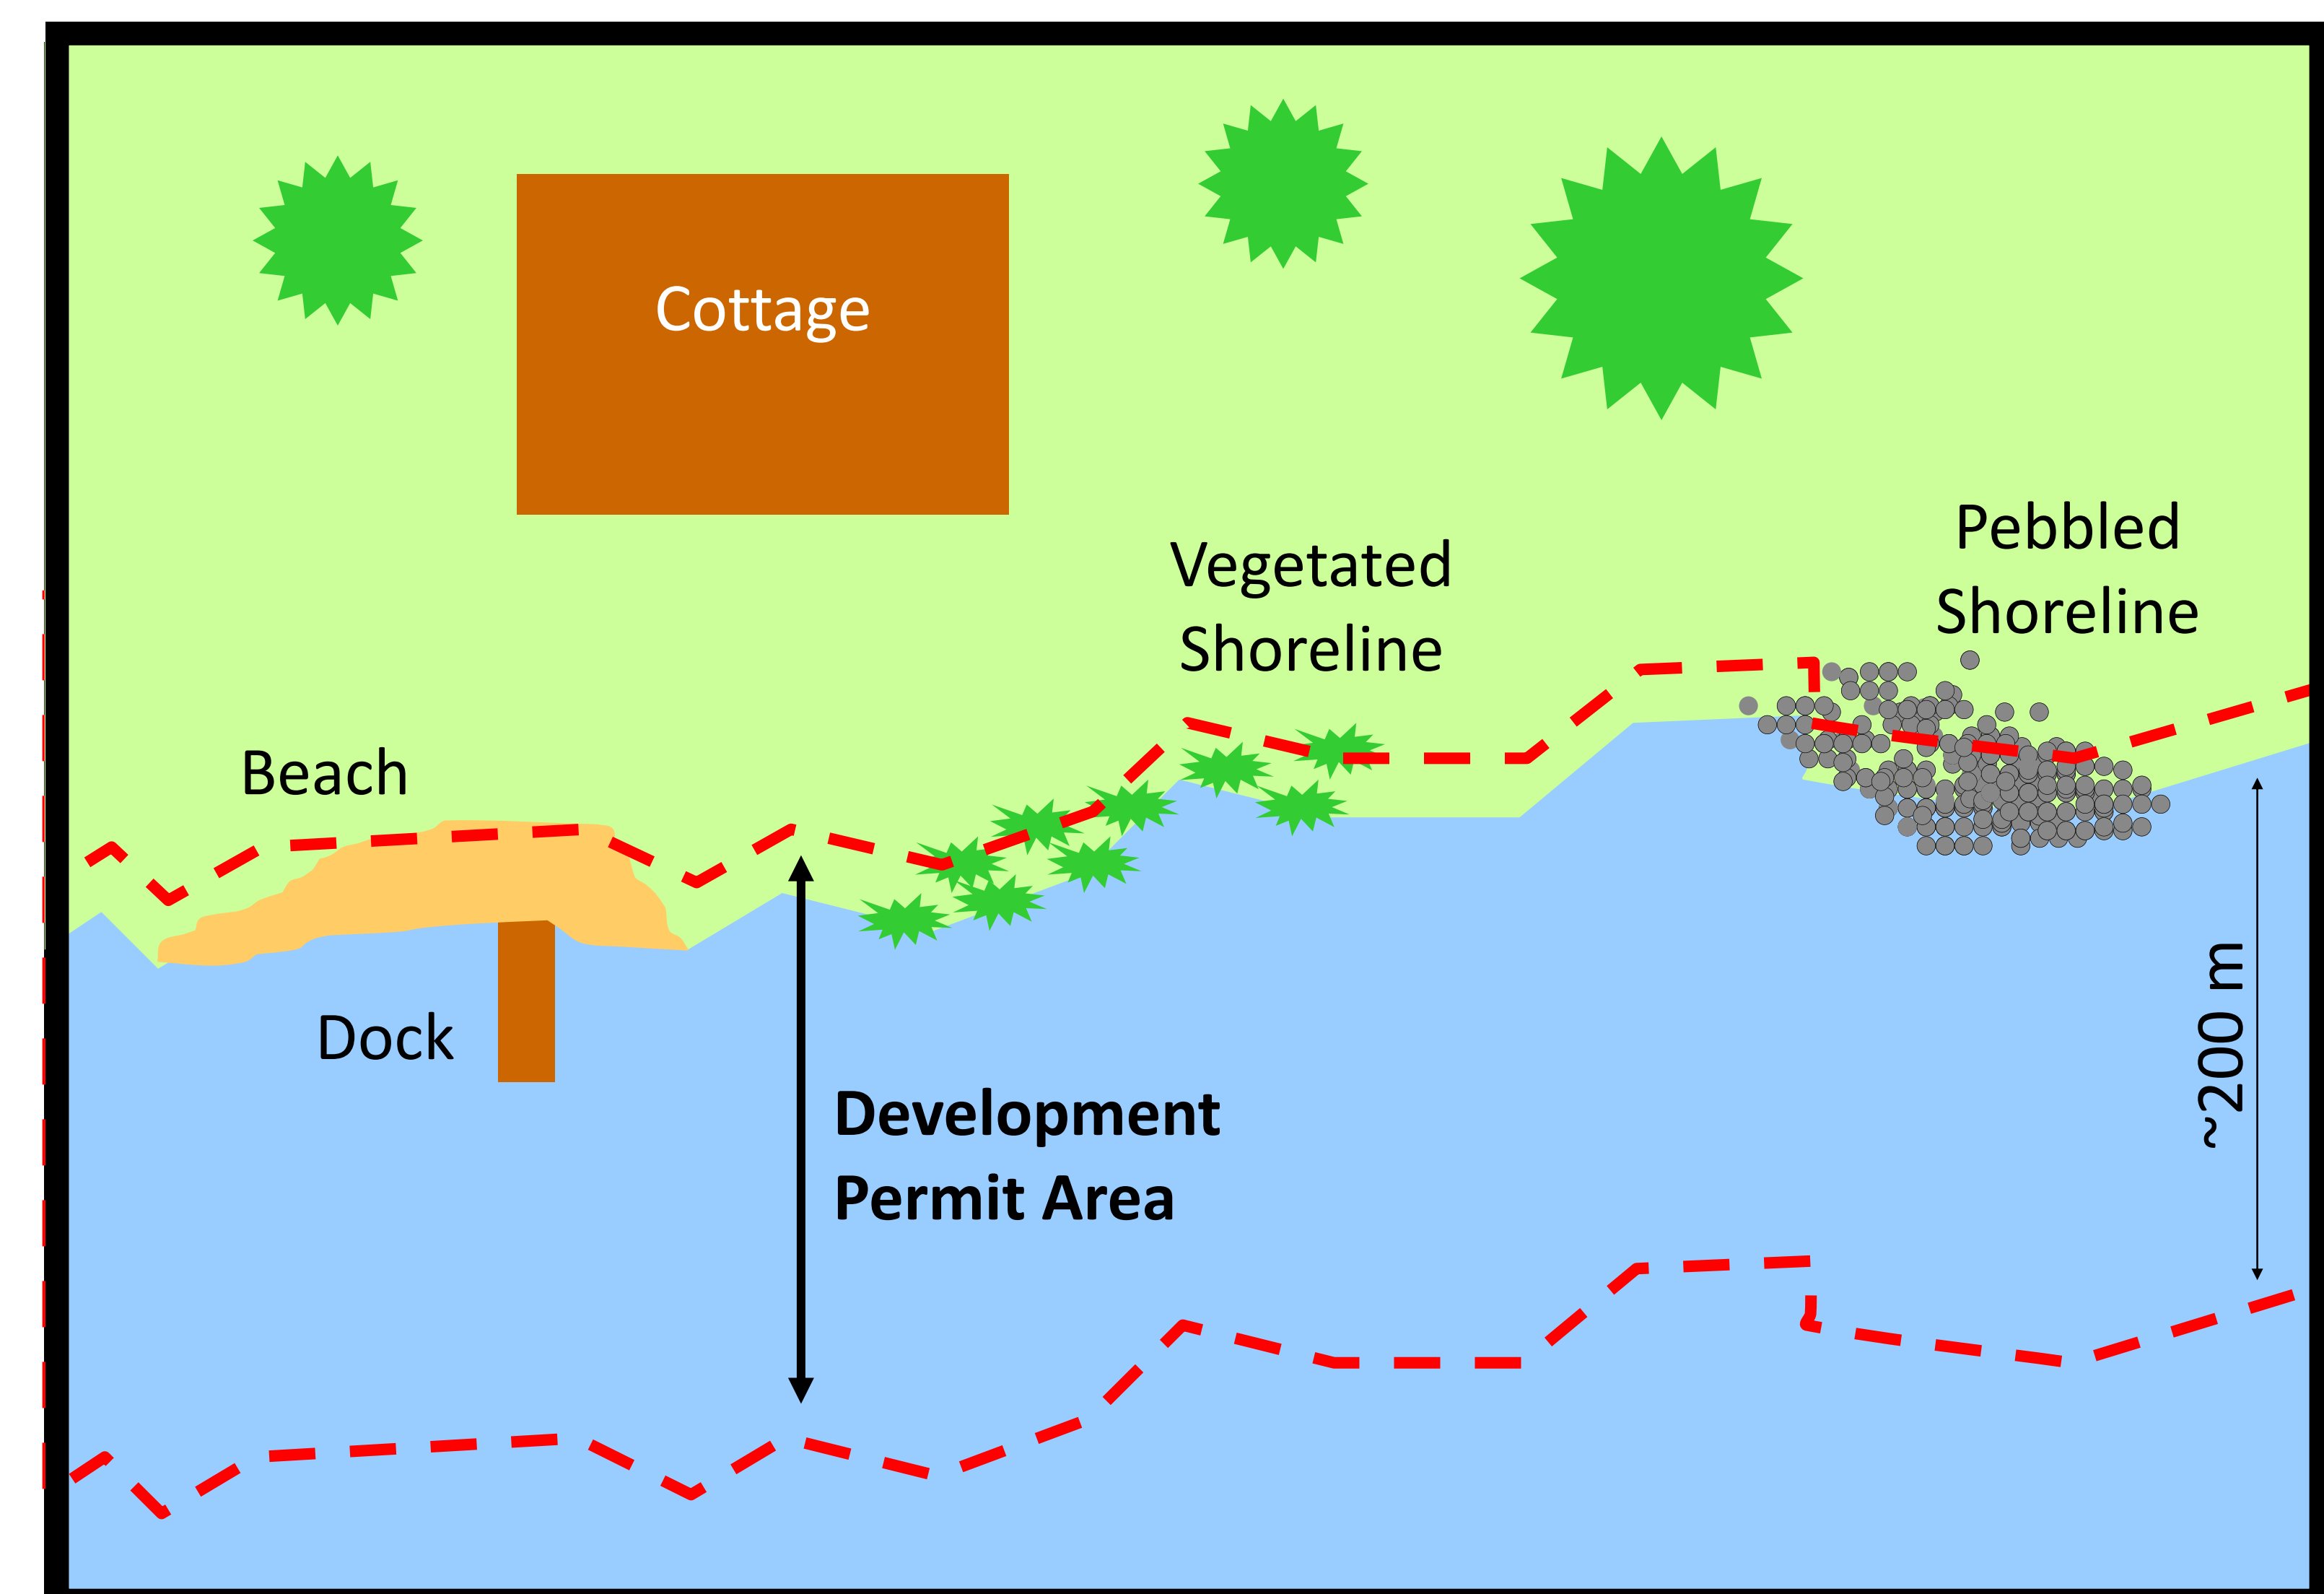 Cottage
Vegetated
Shoreline
Pebbled
Shoreline
Beach
Dock
Development
Permit Area
~200 m